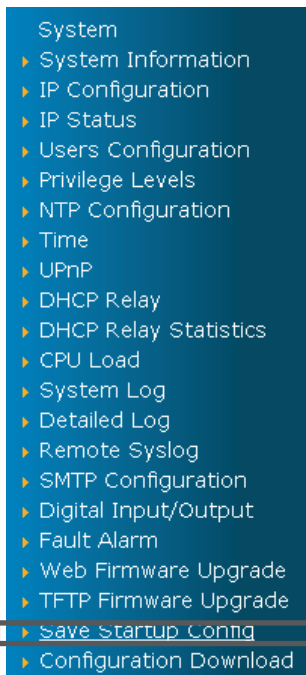 System
System Information
IP Configuration
IP Status
Users Configuration
Privilege Levels
NTP Configuration
Time
UPnP
DHCP Relay
DHCP Relay Statistics
CPU Load
System Log
Detailed Log
Remote Syslog
SMTP Configuration
Digital Input/Output
Fault Alarm
Web Firmware Upgrade
TFTP Firmware Upgrade
Save Startup Config
Configuration Download